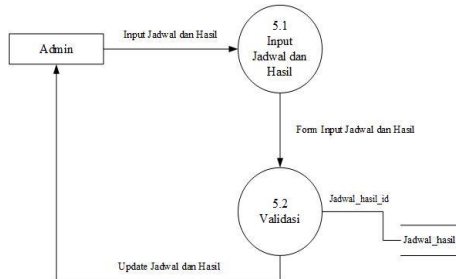 Input Jadwal dan Hasil
Admin
5.1
Input
Jadwal dan
Hasil
Form Input Jadwal dan Hasil
5.2
Validasi
Jadwal_hasil_id
Jadwal_hasil
Update Jadwal dan Hasil